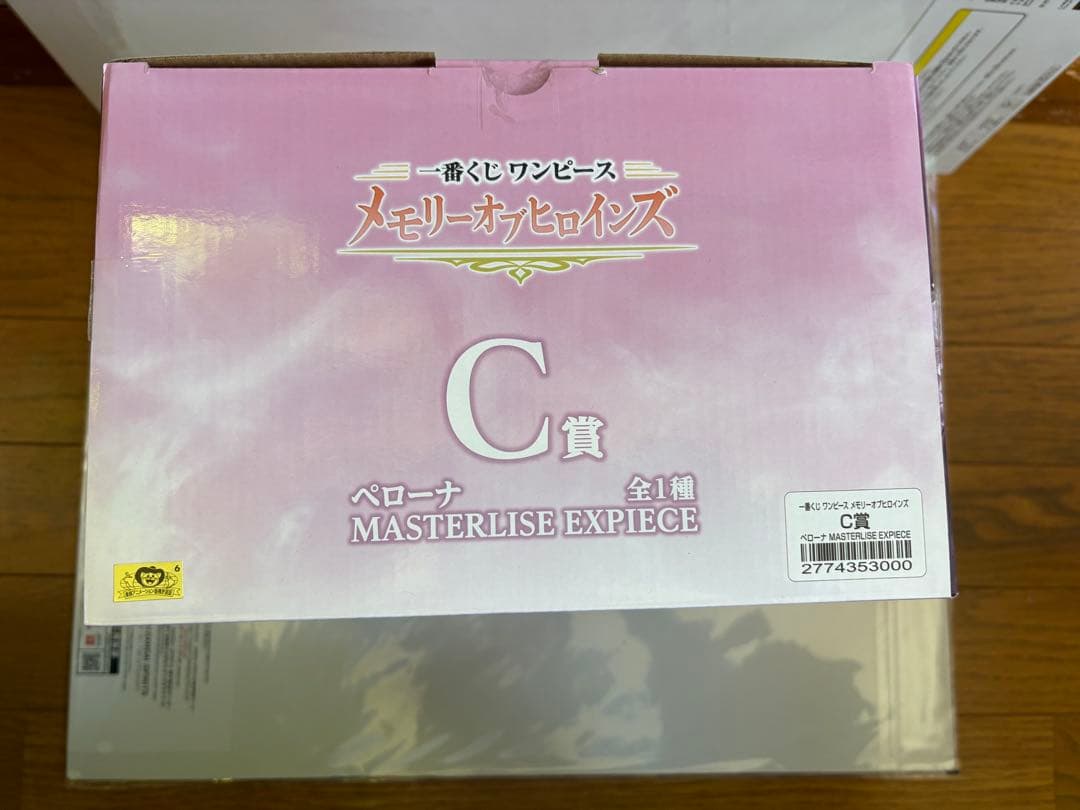 一番くじ ワンピース
メモリーオブヒロインズ
C賞
ペローナ 全1種
MASTERLISE EXPIECE
一番くじ ワンピース メモリーオブヒロインズ
C賞
ペローナ MASTERLISE EXPIECE
2774353000
6